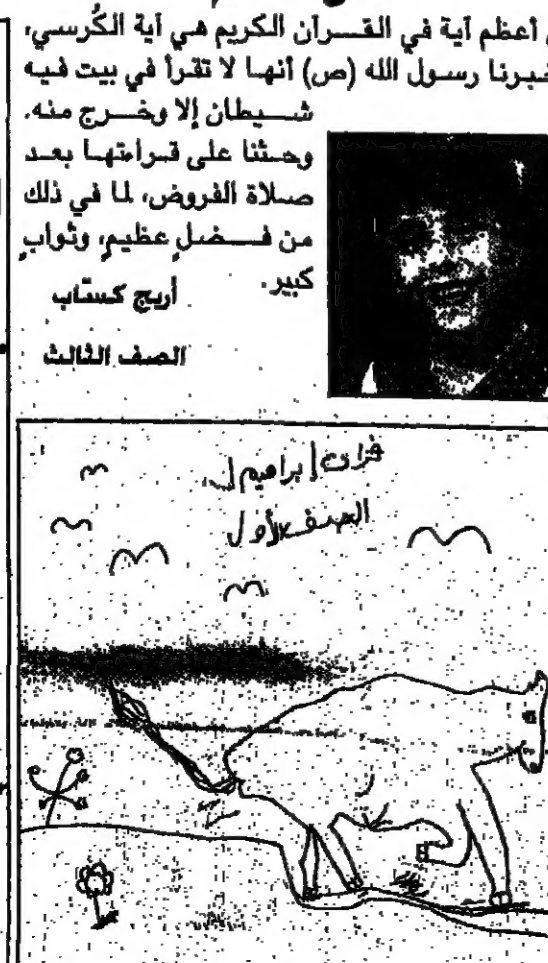 أعظم آية في القرآن الكريم هي آية الكُرسي،
رسول الله (ص) أنها لا تقرأ في بيت فيه
شيطان إلا وخرج منه.
وحثنا على قراءتها بعد
صلاة الفروض، لما في ذلك
من فضلٍ عظيمٍ، وثوابٍ
كبير.
أريج كستاب
الصف الثالث
إبراهيم
الصف الأول